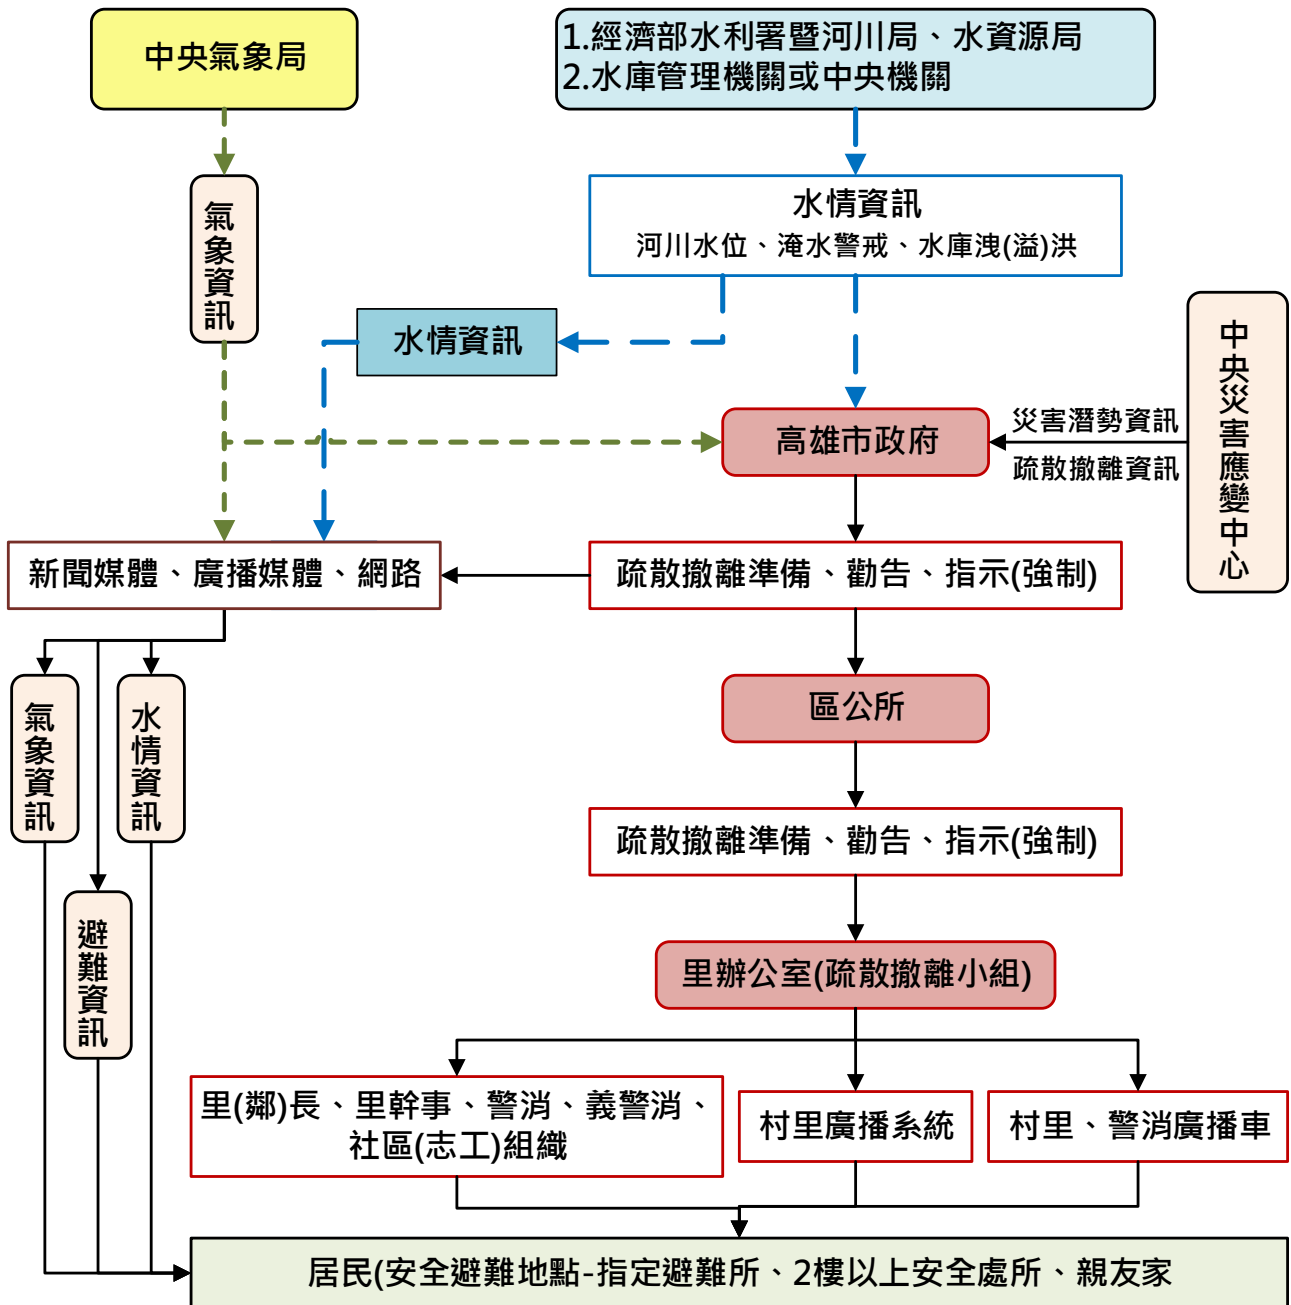 中央氣象局
1.經濟部水利署暨河川局、水資源局
2.水庫管理機關或中央機關
氣象資訊
水情資訊
河川水位、淹水警戒、水庫洩(溢)洪
水情資訊
中央災害應變中心
高雄市政府
災害潛勢資訊
疏散撤離資訊
新聞媒體、廣播媒體、網路
疏散撤離準備、勸告、指示(強制)
氣象資訊
水情資訊
區公所
疏散撤離準備、勸告、指示(強制)
避難資訊
里辦公室(疏散撤離小組)
里(鄰)長、里幹事、警消、義警消、
社區(志工)組織
村里廣播系統
村里、警消廣播車
居民(安全避難地點-指定避難所、2樓以上安全處所、親友家